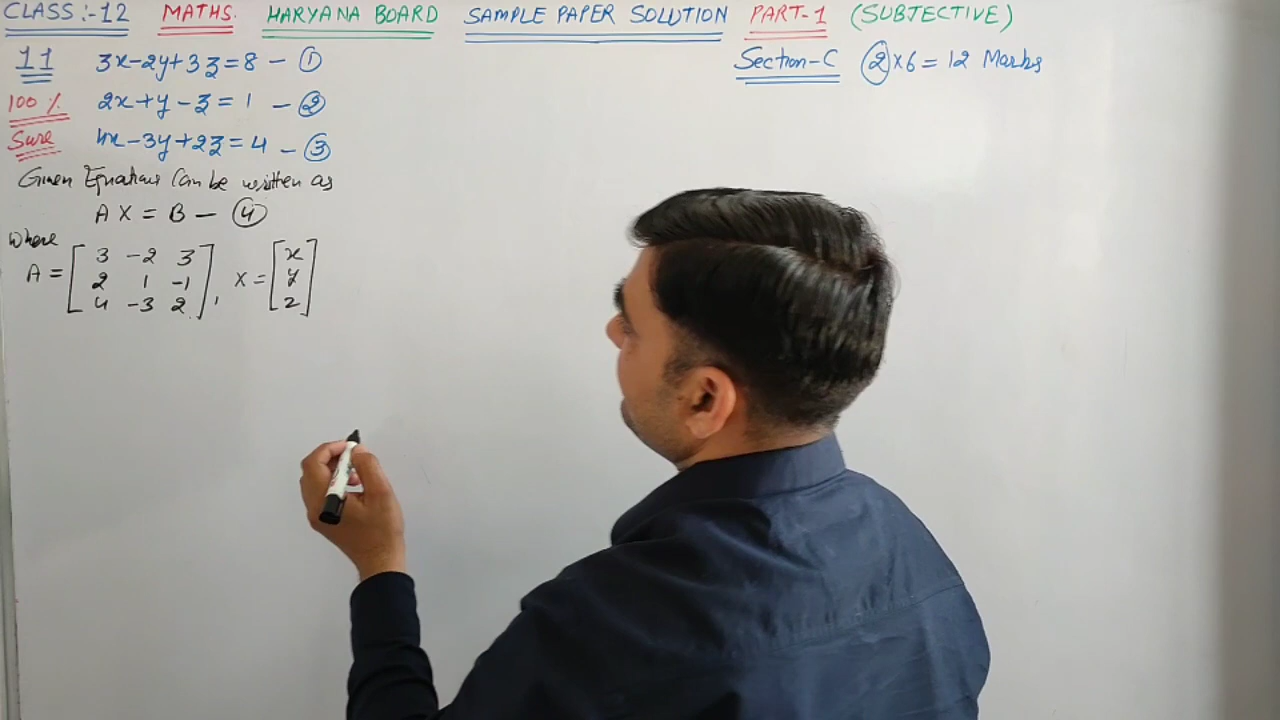 CLASS:-12 MATHS. HARYANA BOARD SAMPLE PAPER SOLUTION PART-1 (SUBJECTIVE)
Section-C ② × 6 = 12 Marks
11 3x-2y+3z=8 - ①
100% 2x+y-z=1 - ②
Sure 4x-3y+2z=4 - ③
Given Equations Can be written as
AX = B - ④
Where
A = [3 -2 3
2 1 -1
4 -3 2], X = [x
y
z]